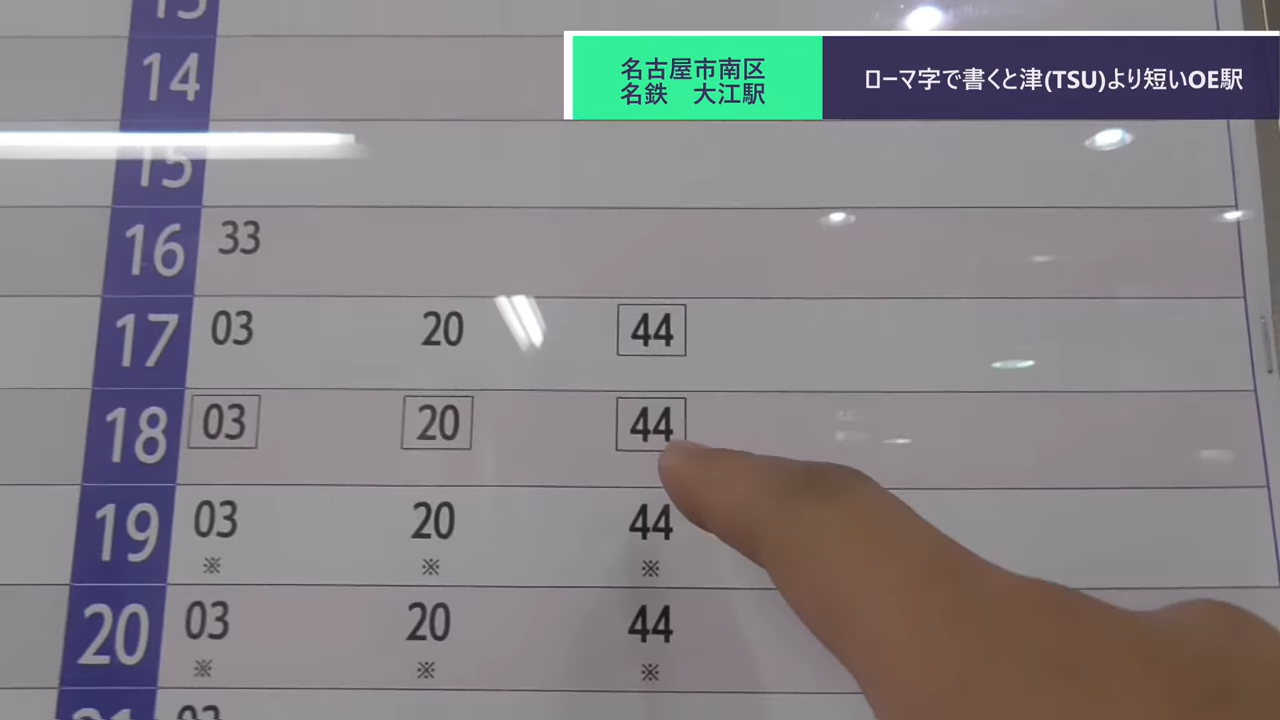 名古屋市南区
名鉄　大江駅
ローマ字で書くと津(TSU)より短いOE駅
14
15
16 33
17 03 20 44
18 03 20 44
19 03 20 44
※ ※ ※
20 03 20 44
※ ※ ※